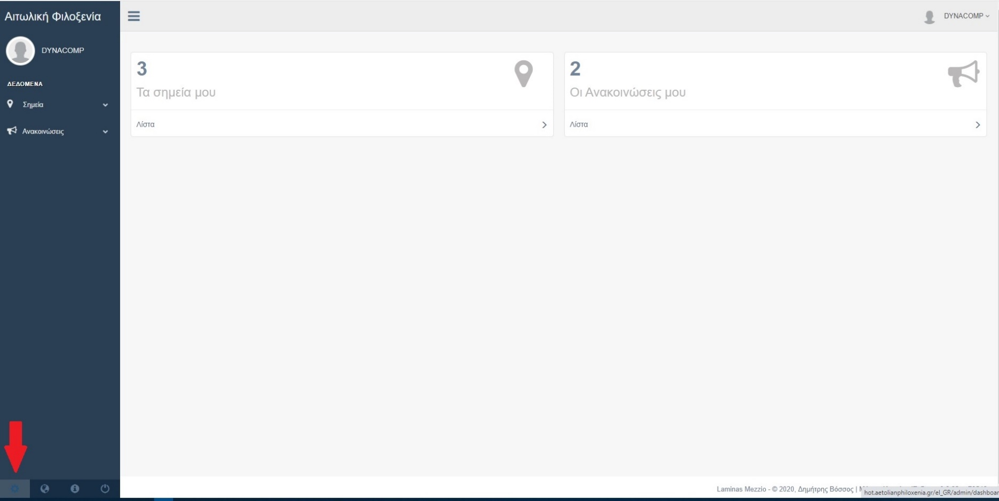 Αιτωλική Φιλοξενία
DYNACOMP
DYNACOMP
ΔΕΔΟΜΕΝΑ
Σημεία
Ανακοινώσεις
3
Τα σημεία μου
Λίστα
2
Οι Ανακοινώσεις μου
Λίστα
Laminas Mezzio - © 2020, Δημήτρης Βόσσος |
hot.aetolianphiloxenia.gr/el_GR/admin/dashboar